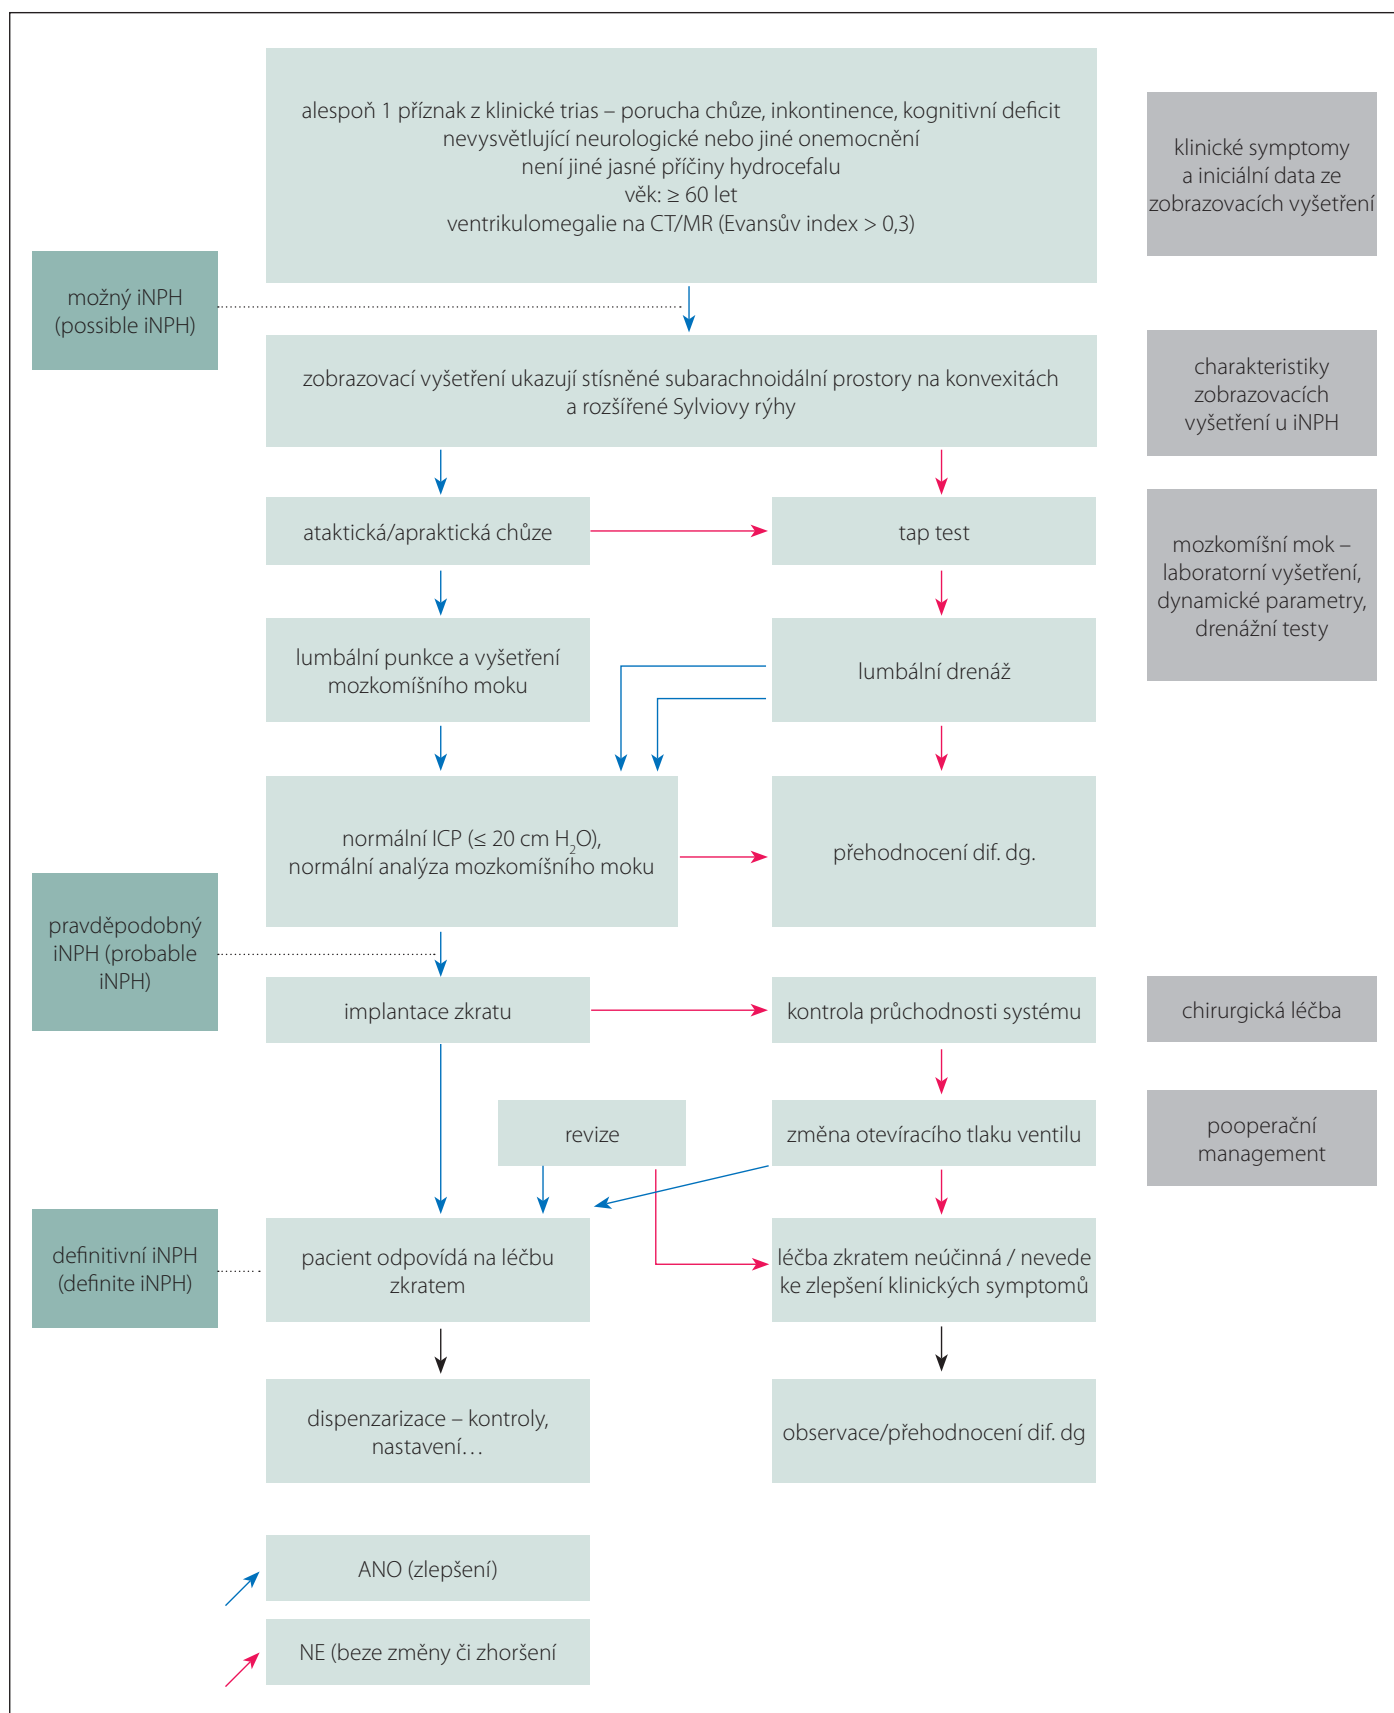 alespoň 1 příznak z klinické trias – porucha chůze, inkontinence, kognitivní deficit
nevysvětlující neurologické nebo jiné onemocnění
není jiné jasné příčiny hydrocefalu
věk: ≥ 60 let
ventrikulomegalie na CT/MR (Evansův index > 0,3)
klinické symptomy
a iniciální data ze
zobrazovacích vyšetření
možný iNPH
(possible iNPH)
zobrazovací vyšetření ukazují stísněné subarachnoidální prostory na konvexitách
a rozšířené Sylviovy rýhy
charakteristiky
zobrazovacích
vyšetření u iNPH
ataktická/apraktická chůze
tap test
mozkomíšní mok –
laboratorní vyšetření,
dynamické parametry,
drenážní testy
lumbální punkce a vyšetření
mozkomíšního moku
lumbální drenáž
normální ICP (≤ 20 cm H₂O),
normální analýza mozkomíšního moku
přehodnocení dif. dg.
pravděpodobný
iNPH (probable
iNPH)
implantace zkratu
kontrola průchodnosti systému
chirurgická léčba
revize
změna otevíracího tlaku ventilu
pooperační
management
definitivní iNPH
(definite iNPH)
pacient odpovídá na léčbu
zkratem
léčba zkratem neúčinná / nevede
ke zlepšení klinických symptomů
dispenzarizace – kontroly,
nastavení…
observace/přehodnocení dif. dg
ANO (zlepšení)
NE (beze změny či zhoršení